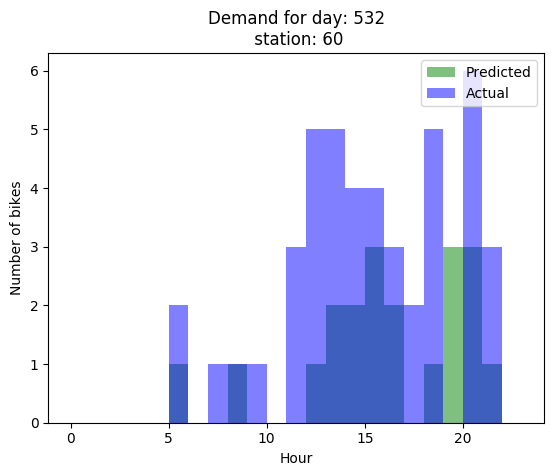 Demand for day: 532
station: 60
Predicted
Actual
Number of bikes
6
5
4
3
2
1
0
0 5 10 15 20
Hour